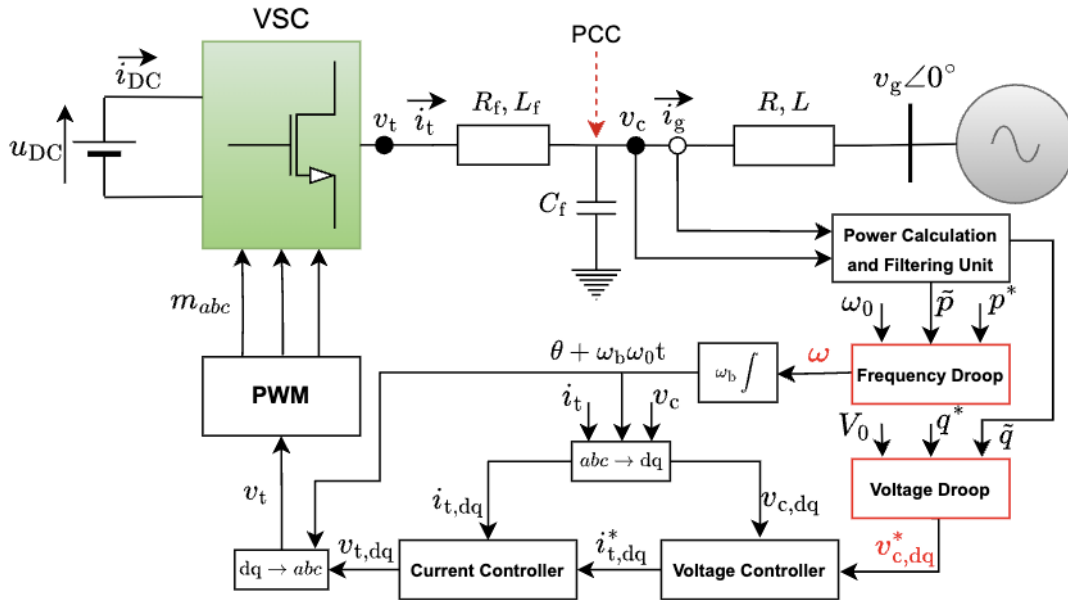 VSC
PCC
i_DC
u_DC
v_t
i_t
R_f, L_f
v_c
i_g
R, L
v_g∠0°
C_f
Power Calculation
and Filtering Unit
m_abc
ω_0
p̃
p*
θ + ω_bω_0t
ω_b ∫
ω
Frequency Droop
PWM
i_t
v_c
V_0
q*
q̃
abc → dq
Voltage Droop
v_t
i_t,dq
v_c,dq
v*_c,dq
dq → abc
v_t,dq
Current Controller
i*_t,dq
Voltage Controller